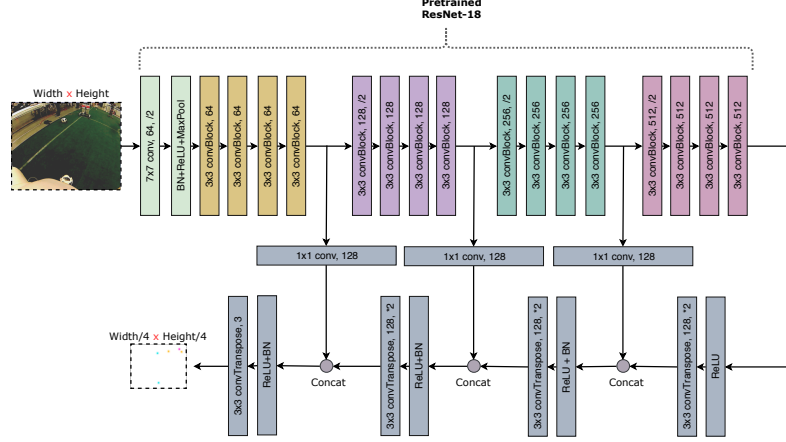 Pretrained
ResNet-18
Width x Height
7x7 conv, 64, /2
BN+ReLU+MaxPool
3x3 convBlock, 64
3x3 convBlock, 64
3x3 convBlock, 64
3x3 convBlock, 64
3x3 convBlock, 128, /2
3x3 convBlock, 128
3x3 convBlock, 128
3x3 convBlock, 128
3x3 convBlock, 256, /2
3x3 convBlock, 256
3x3 convBlock, 256
3x3 convBlock, 256
3x3 convBlock, 512, /2
3x3 convBlock, 512
3x3 convBlock, 512
3x3 convBlock, 512
1x1 conv, 128
1x1 conv, 128
1x1 conv, 128
Width/4 x Height/4
3x3 convTranspose, 3
ReLU+BN
Concat
3x3 convTranspose, 128, *2
ReLU+BN
Concat
3x3 convTranspose, 128, *2
ReLU + BN
Concat
3x3 convTranspose, 128, *2
ReLU